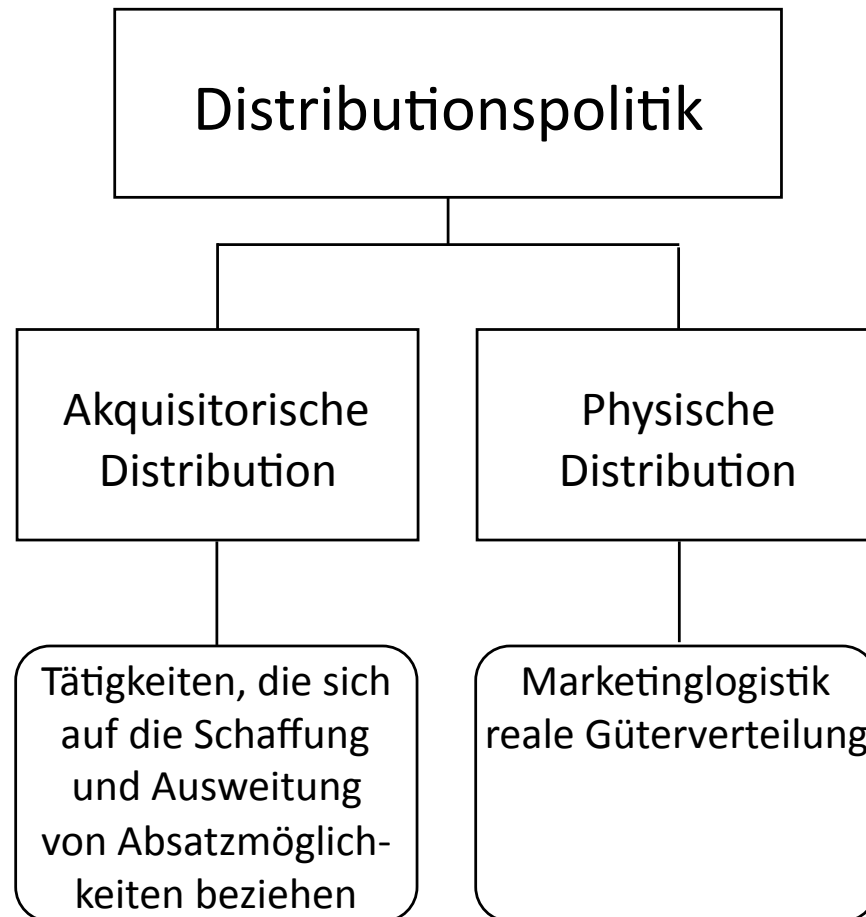 Distributionspolitik
Akquisitorische
Distribution
Physische
Distribution
Tätigkeiten, die sich
auf die Schaffung
und Ausweitung
von Absatzmöglich-
keiten beziehen
Marketinglogistik
reale Güterverteilung